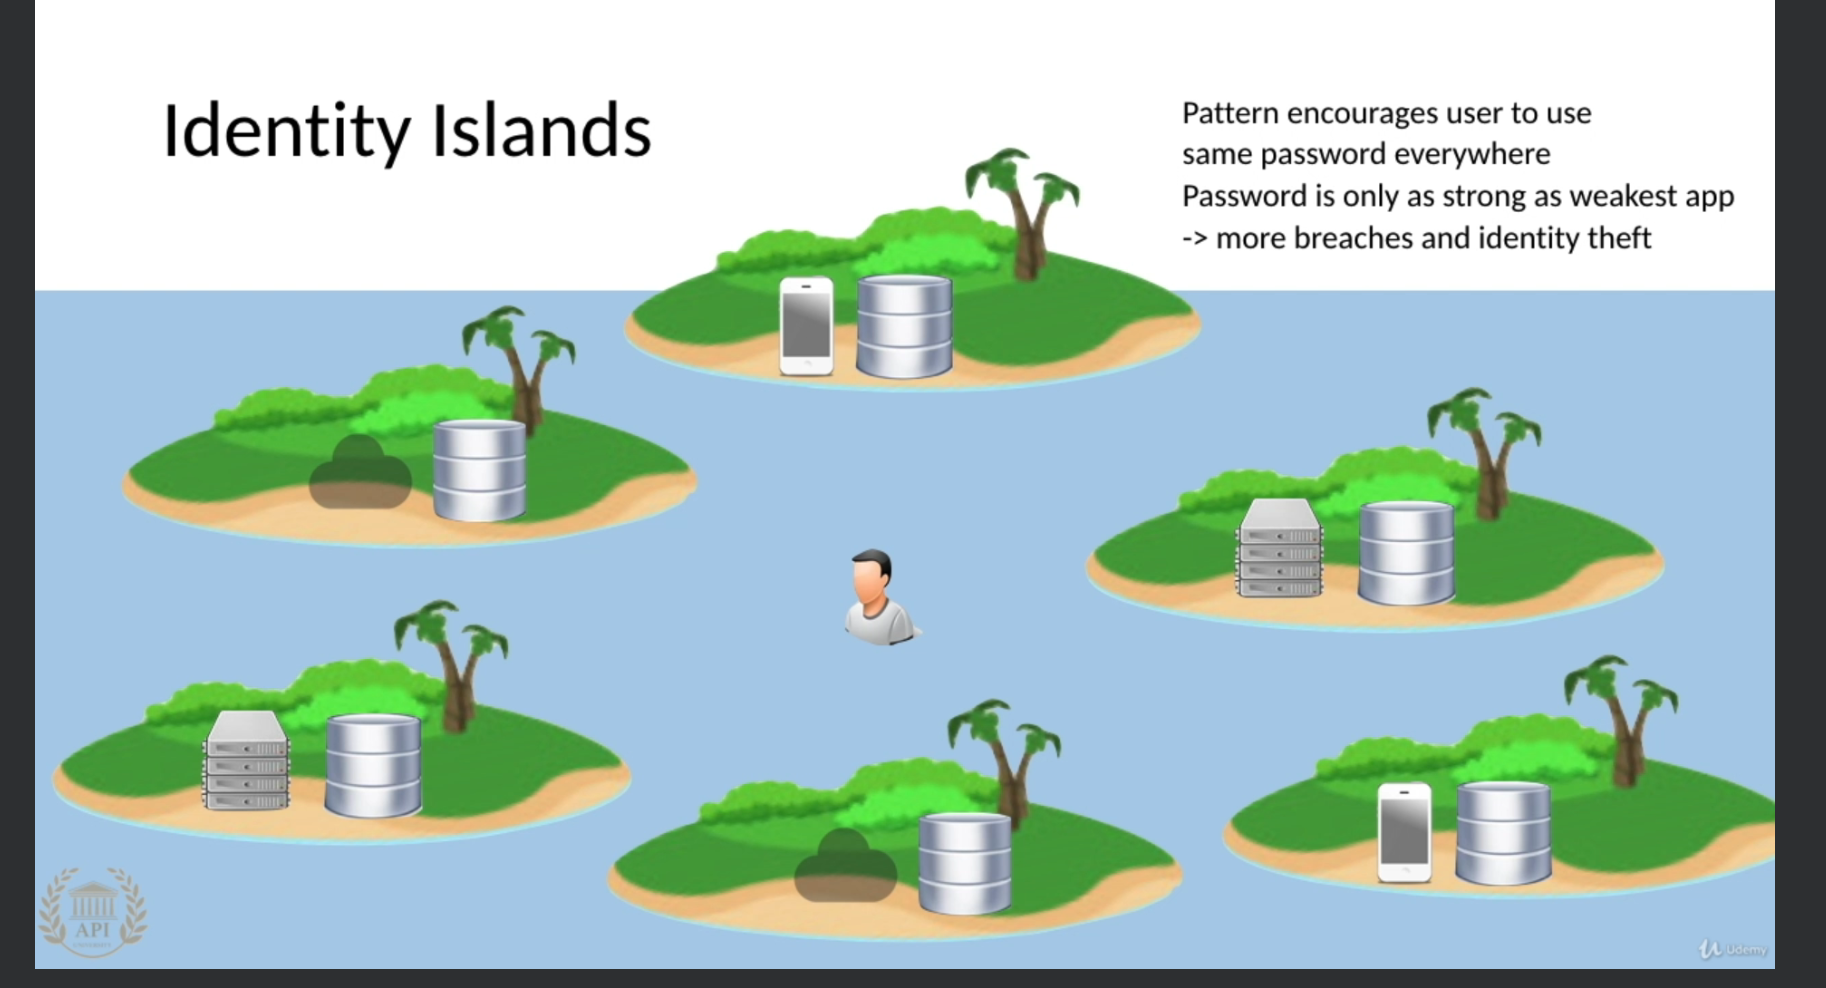 Identity Islands
Pattern encourages user to use
same password everywhere
Password is only as strong as weakest app
-> more breaches and identity theft
API
UNIVERSITY
Udemy